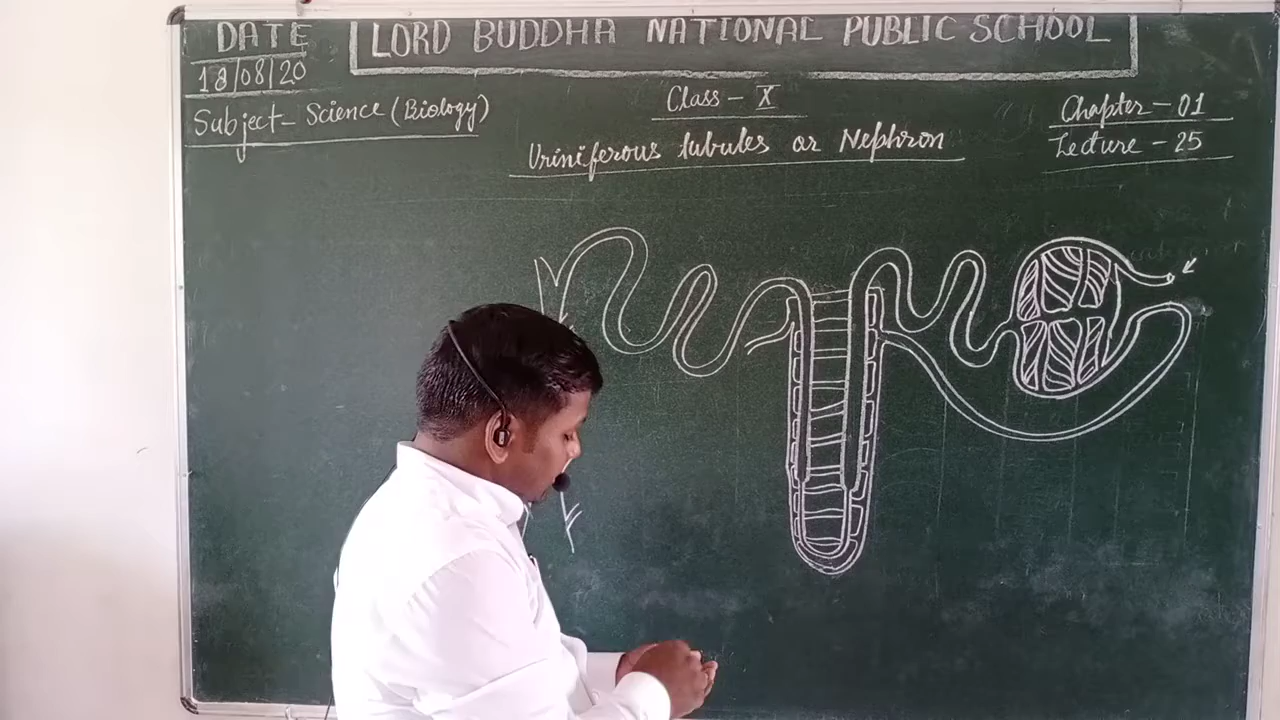 DATE
18/08/20
LORD BUDDHA NATIONAL PUBLIC SCHOOL
Subject- Science (Biology)
Class - X
Chapter - 01
Lecture - 25
Uriniferous tubules or Nephron